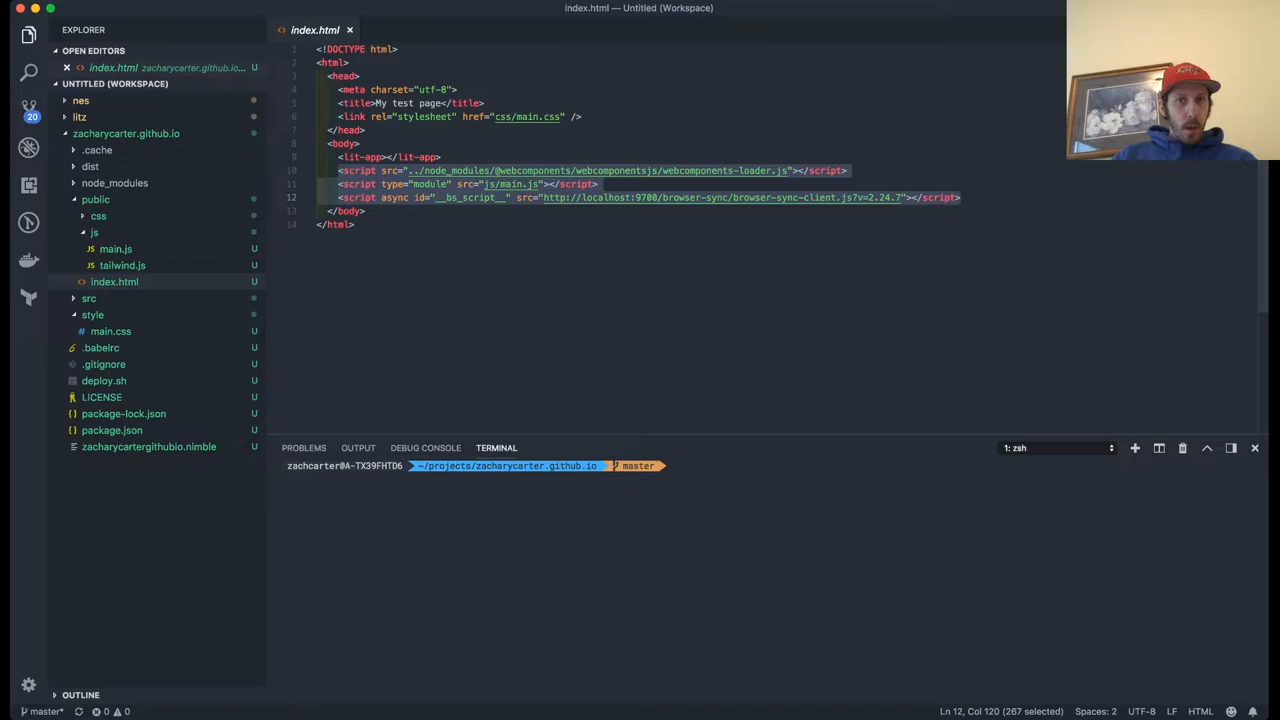 index.html — Untitled (Workspace)
EXPLORER
OPEN EDITORS
index.html zacharycarter.github.io... U
UNTITLED (WORKSPACE)
nes
litz
zacharycarter.github.io
.cache
dist
node_modules
public
css
js
JS main.js U
JS tailwind.js U
index.html U
src
style
# main.css U
.babelrc U
.gitignore U
deploy.sh U
LICENSE U
package-lock.json U
package.json U
zacharycartergithubio.nimble U
OUTLINE
20
index.html
1 <!DOCTYPE html>
2 <html>
3 <head>
4 <meta charset="utf-8">
5 <title>My test page</title>
6 <link rel="stylesheet" href="css/main.css" />
7 </head>
8 <body>
9 <lit-app></lit-app>
10 <script src="../node_modules/@webcomponents/webcomponentsjs/webcomponents-loader.js"></script>
11 <script type="module" src="js/main.js"></script>
12 <script async id="__bs_script__" src="http://localhost:9700/browser-sync/browser-sync-client.js?v=2.24.7"></script>
13 </body>
14 </html>
PROBLEMS OUTPUT DEBUG CONSOLE TERMINAL 1: zsh
zachcarter@A-TX39FHTD6 ~/projects/zacharycarter.github.io master
master* 0 0 Ln 12, Col 120 (267 selected) Spaces: 2 UTF-8 LF HTML